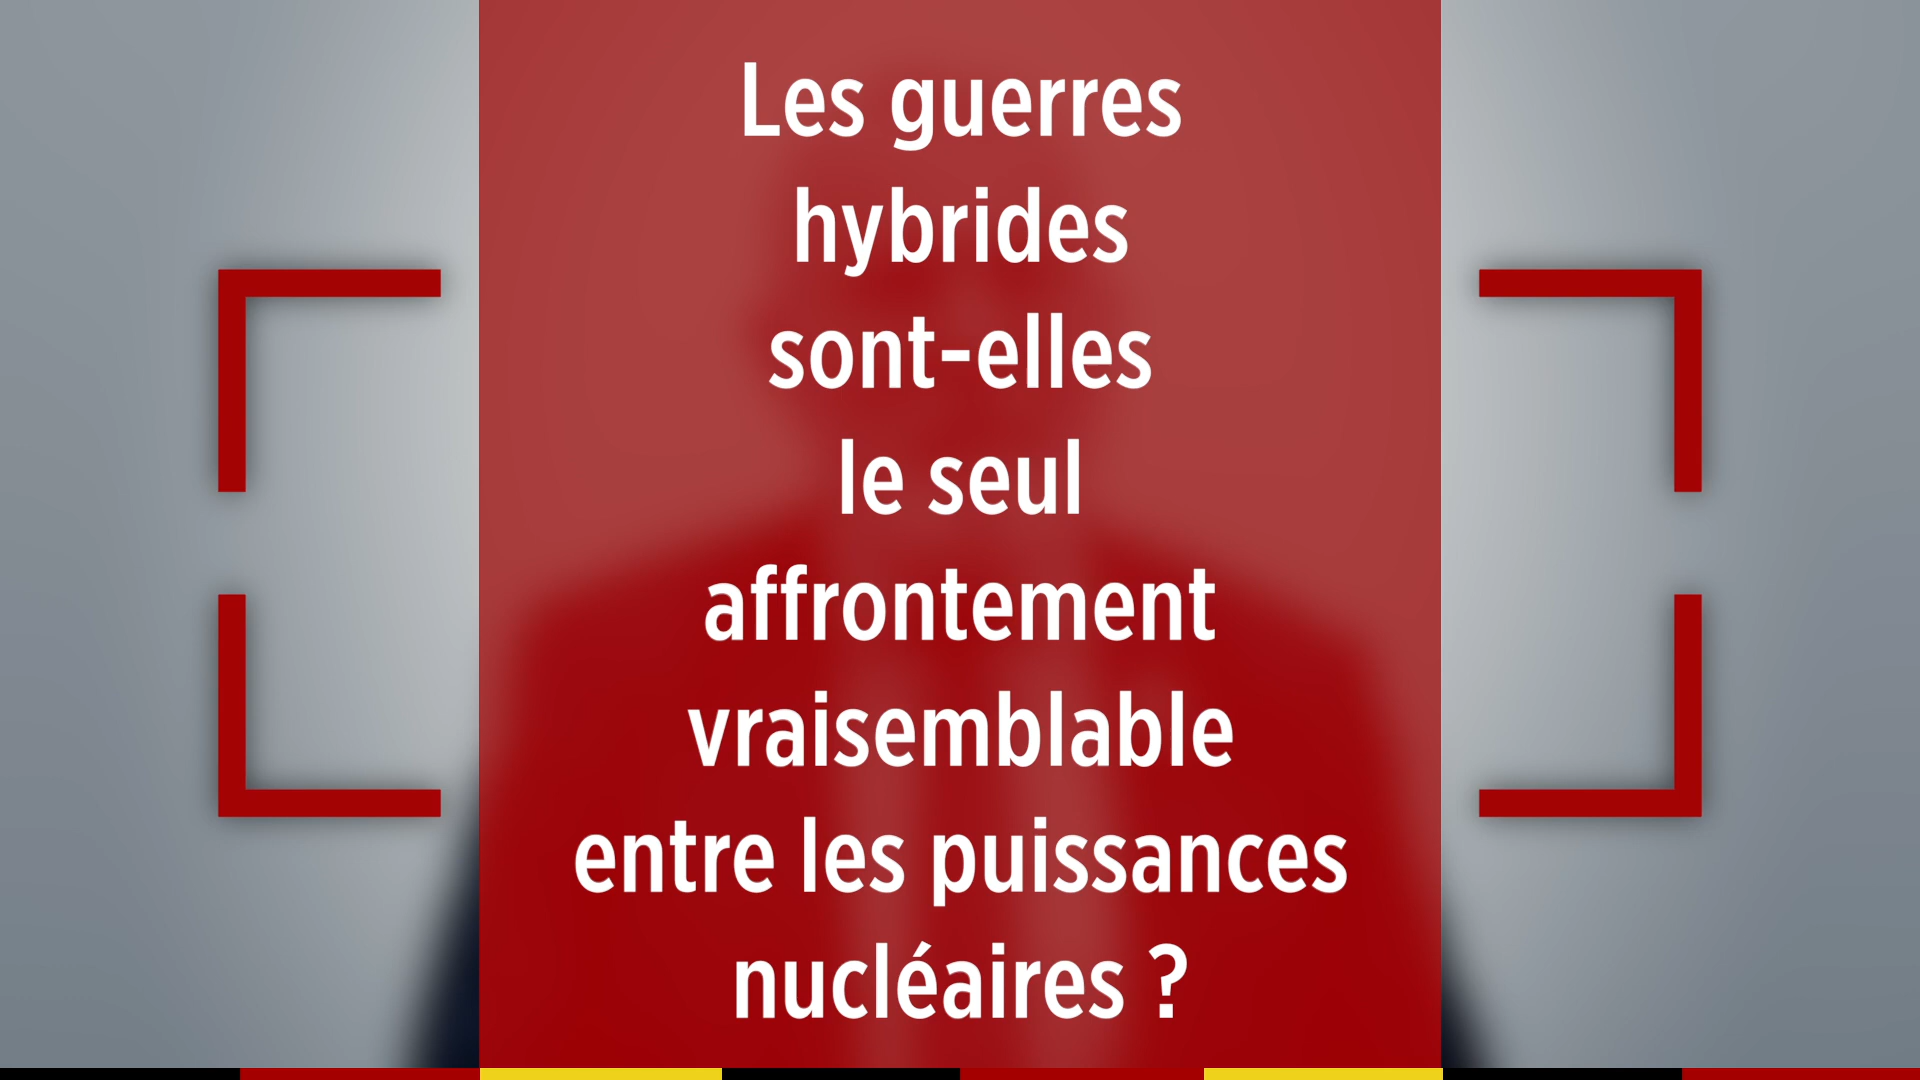 Les guerres
hybrides
sont-elles
le seul
affrontement
vraisemblable
entre les puissances
nucléaires ?